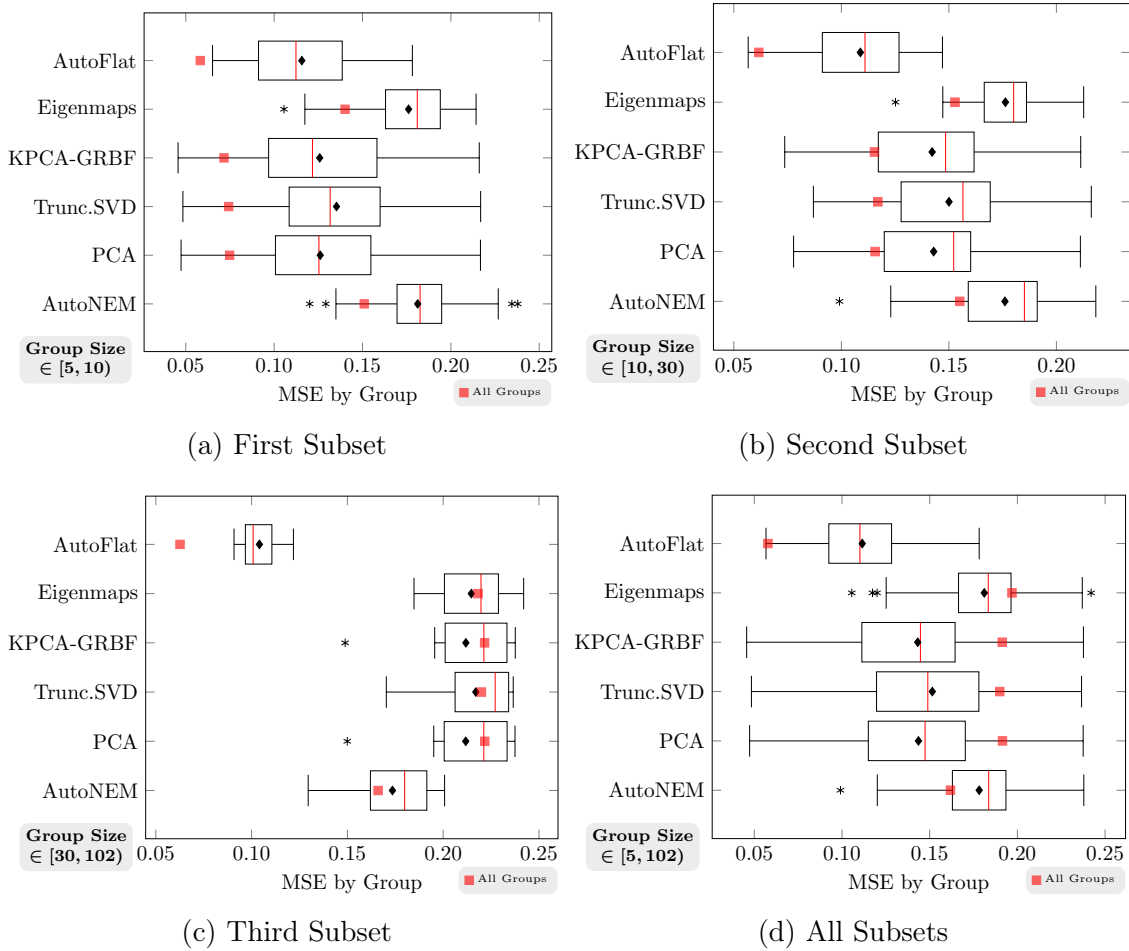 AutoFlat
Eigenmaps
KPCA-GRBF
Trunc.SVD
PCA
AutoNEM
Group Size
∈ [5, 10)
0.05 0.10 0.15 0.20 0.25
MSE by Group
All Groups
(a) First Subset
AutoFlat
Eigenmaps
KPCA-GRBF
Trunc.SVD
PCA
AutoNEM
Group Size
∈ [10, 30)
0.05 0.10 0.15 0.20
MSE by Group
All Groups
(b) Second Subset
AutoFlat
Eigenmaps
KPCA-GRBF
Trunc.SVD
PCA
AutoNEM
Group Size
∈ [30, 102)
0.05 0.10 0.15 0.20 0.25
MSE by Group
All Groups
(c) Third Subset
AutoFlat
Eigenmaps
KPCA-GRBF
Trunc.SVD
PCA
AutoNEM
Group Size
∈ [5, 102)
0.05 0.10 0.15 0.20 0.25
MSE by Group
All Groups
(d) All Subsets